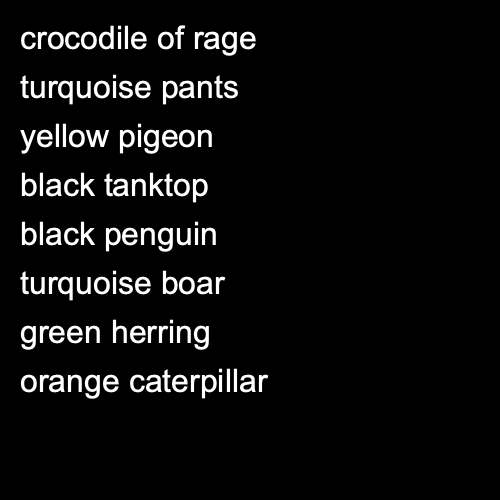 crocodile of rage
turquoise pants
yellow pigeon
black tanktop
black penguin
turquoise boar
green herring
orange caterpillar